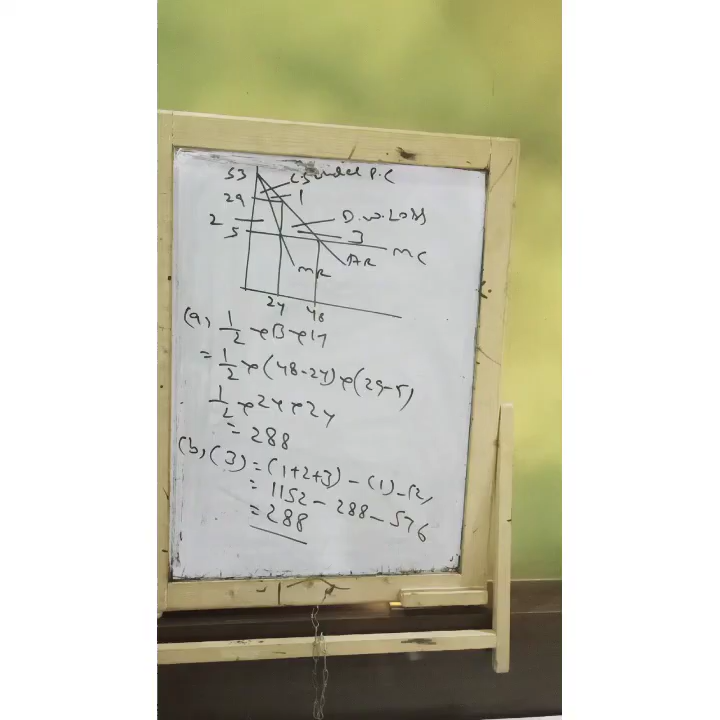 53
CS under P.C
29
1
2
D.W.Loss
5
3
MC
AR
MR
24 48
(a) 1/2 × B × H
= 1/2 × (48-24) × (29-5)
1/2 × 24 × 24
= 288
(b) (3) = (1+2+3) - (1) - (2)
= 1152 - 288 - 576
= 288